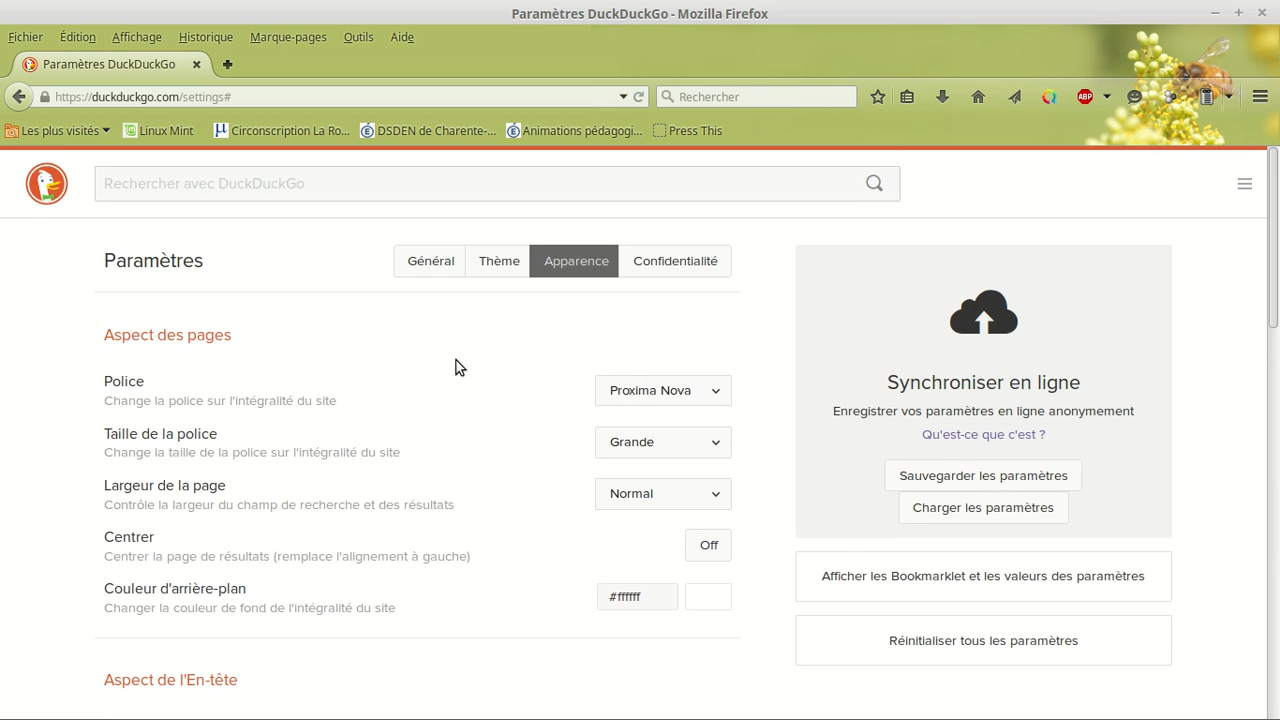 Paramètres DuckDuckGo - Mozilla Firefox
Fichier Édition Affichage Historique Marque-pages Outils Aide
Paramètres DuckDuckGo
https://duckduckgo.com/settings# Rechercher ABP
Les plus visités Linux Mint Circonscription La Ro... DSDEN de Charente-... Animations pédagogi... Press This
Rechercher avec DuckDuckGo
Paramètres Général Thème Apparence Confidentialité
Aspect des pages
Police
Change la police sur l'intégralité du site
Proxima Nova
Taille de la police
Change la taille de la police sur l'intégralité du site
Grande
Largeur de la page
Contrôle la largeur du champ de recherche et des résultats
Normal
Centrer
Centrer la page de résultats (remplace l'alignement à gauche)
Off
Couleur d'arrière-plan
Changer la couleur de fond de l'intégralité du site
#ffffff
Aspect de l'En-tête
Synchroniser en ligne
Enregistrer vos paramètres en ligne anonymement
Qu'est-ce que c'est ?
Sauvegarder les paramètres
Charger les paramètres
Afficher les Bookmarklet et les valeurs des paramètres
Réinitialiser tous les paramètres